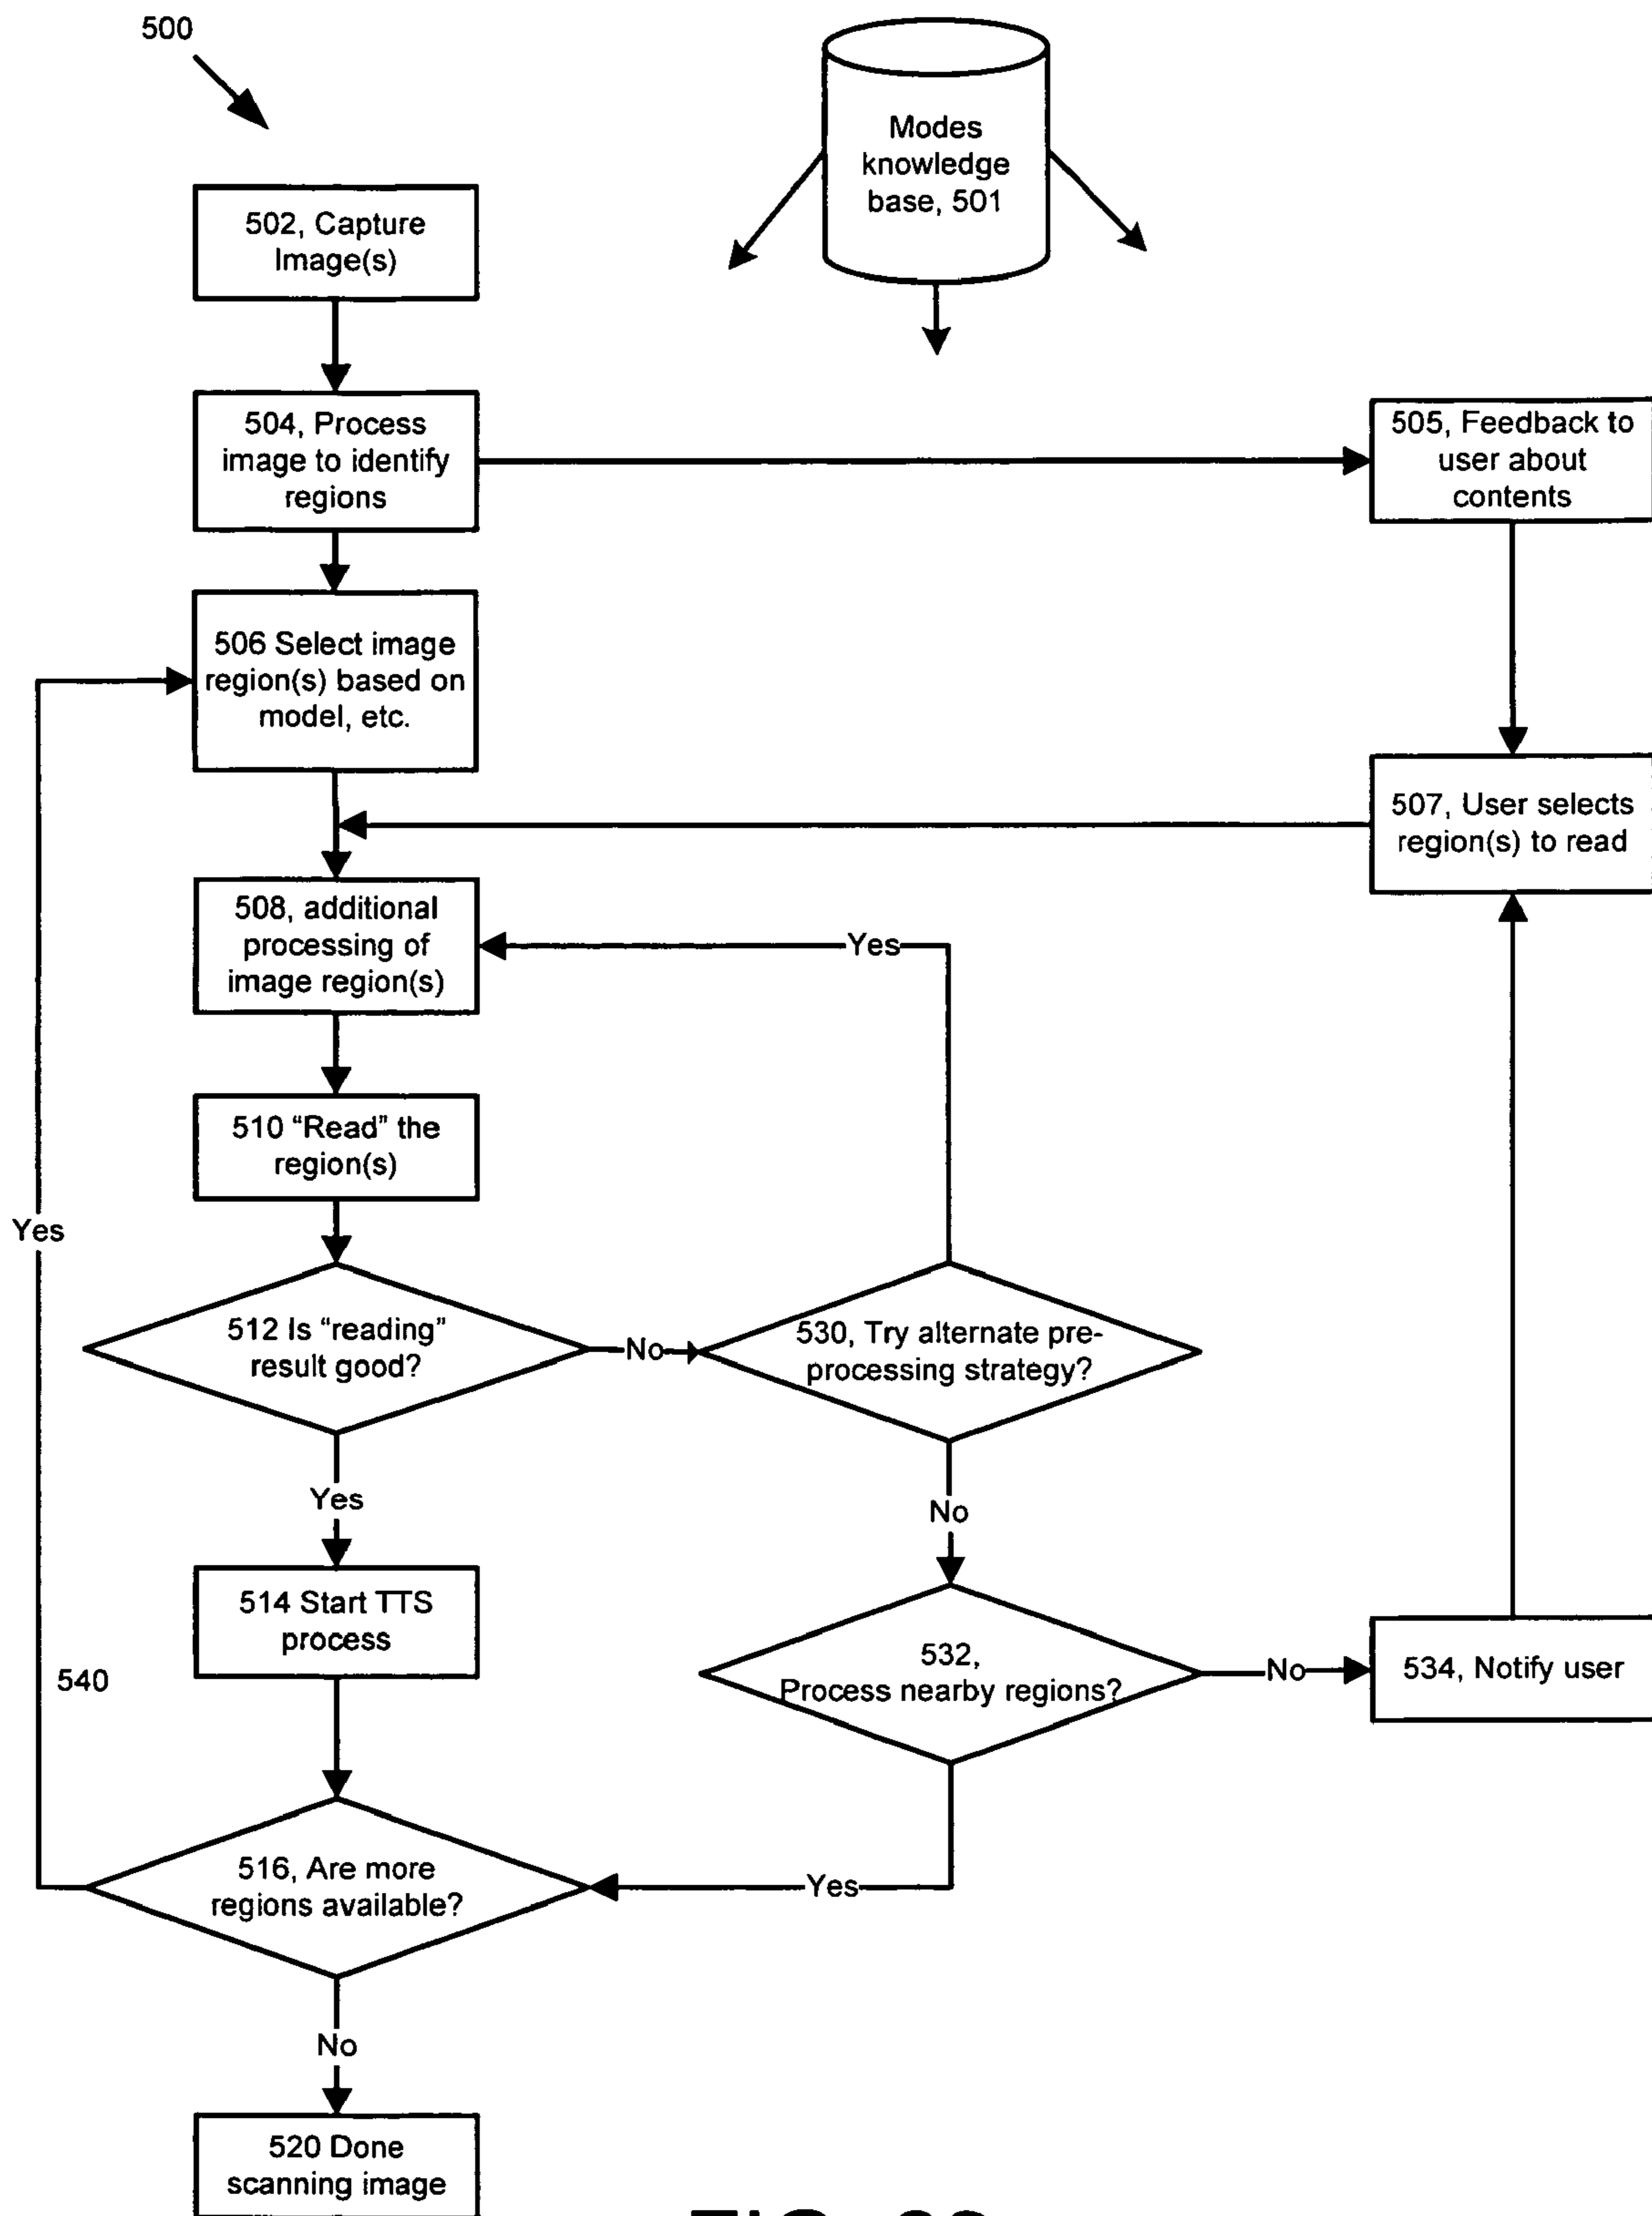 500
Modes
knowledge
base, 501
502, Capture
Image(s)
504, Process
image to identify
regions
505, Feedback to
user about
contents
506 Select image
region(s) based on
model, etc.
507, User selects
region(s) to read
508, additional
processing of
image region(s)
Yes
510 “Read” the
region(s)
Yes
512 Is “reading”
result good?
No
530, Try alternate pre-
processing strategy?
Yes
No
514 Start TTS
process
532,
Process nearby regions?
No
534, Notify user
540
516, Are more
regions available?
Yes
No
520 Done
scanning image